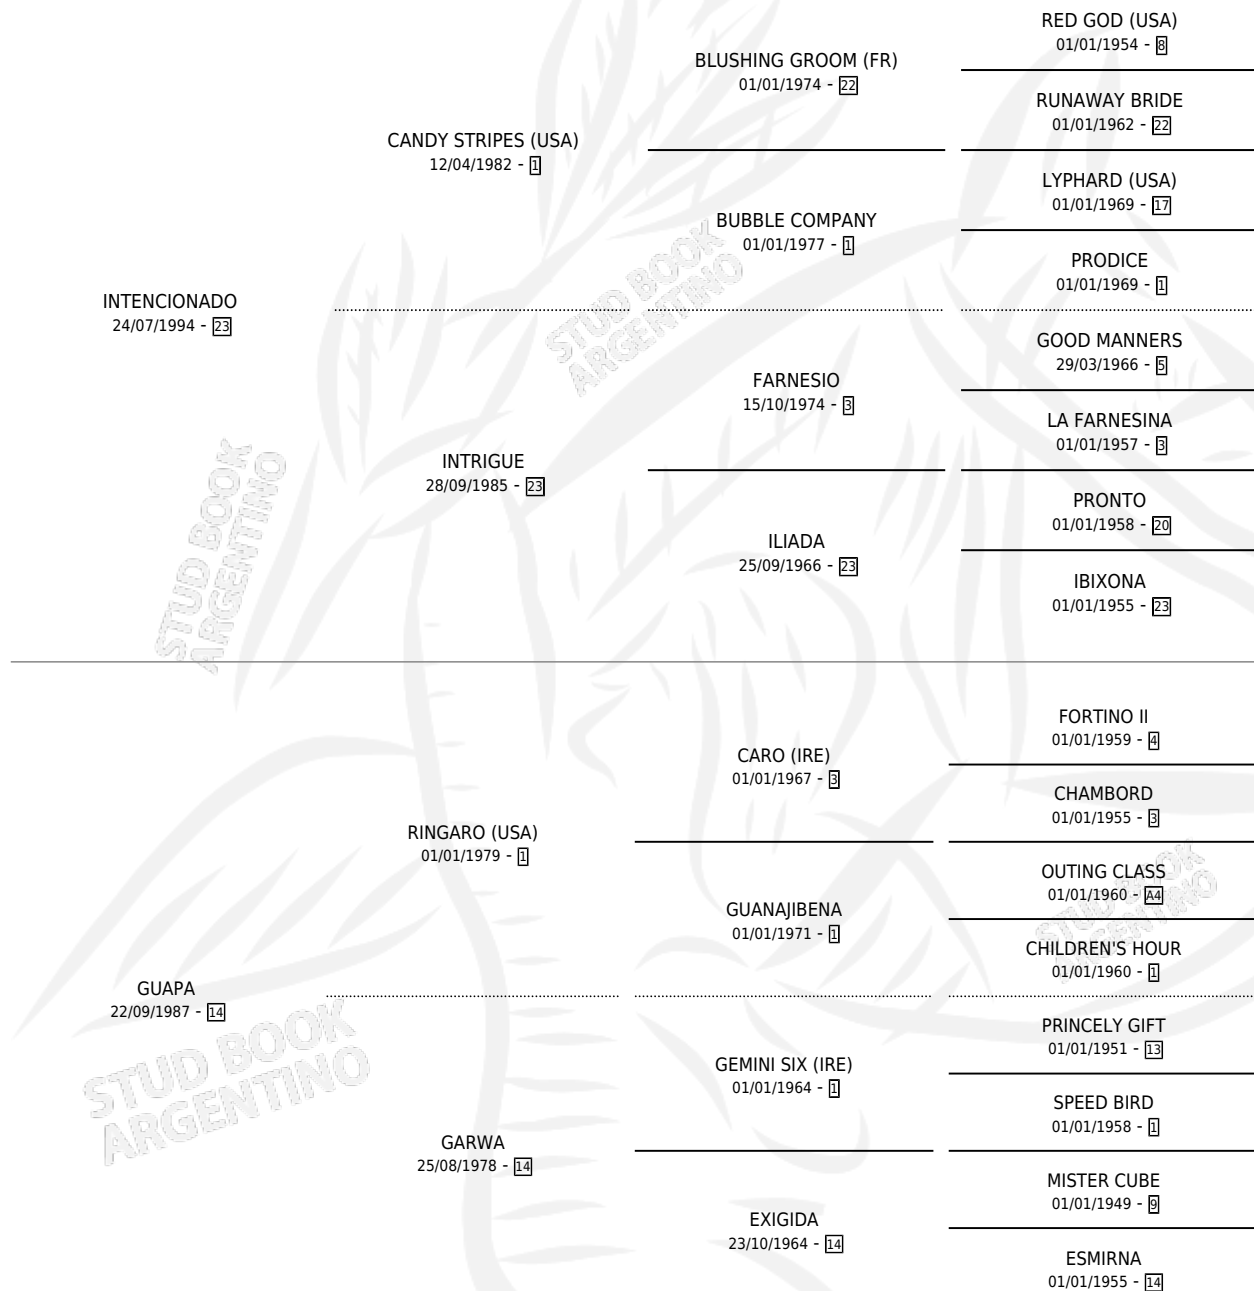 RED GOD (USA)
01/01/1954 - 8
BLUSHING GROOM (FR)
01/01/1974 - 22
RUNAWAY BRIDE
01/01/1962 - 22
CANDY STRIPES (USA)
12/04/1982 - 1
LYPHARD (USA)
01/01/1969 - 17
BUBBLE COMPANY
01/01/1977 - 1
PRODICE
01/01/1969 - 1
INTENCIONADO
24/07/1994 - 23
GOOD MANNERS
29/03/1966 - 5
FARNESIO
15/10/1974 - 3
LA FARNESINA
01/01/1957 - 3
INTRIGUE
28/09/1985 - 23
PRONTO
01/01/1958 - 20
ILIADA
25/09/1966 - 23
IBIXONA
01/01/1955 - 23
STUD BOOK
ARGENTINO
STUD BOOK
ARGENTINO
FORTINO II
01/01/1959 - 4
CARO (IRE)
01/01/1967 - 3
CHAMBORD
01/01/1955 - 3
RINGARO (USA)
01/01/1979 - 1
OUTING CLASS
01/01/1960 - A4
GUANAJIBENA
01/01/1971 - 1
CHILDREN'S HOUR
01/01/1960 - 1
GUAPA
22/09/1987 - 14
PRINCELY GIFT
01/01/1951 - 13
GEMINI SIX (IRE)
01/01/1964 - 1
SPEED BIRD
01/01/1958 - 1
GARWA
25/08/1978 - 14
MISTER CUBE
01/01/1949 - 9
EXIGIDA
23/10/1964 - 14
ESMIRNA
01/01/1955 - 14
STUD BOOK
ARGENTINO
STUD BOOK
ARGENTINO